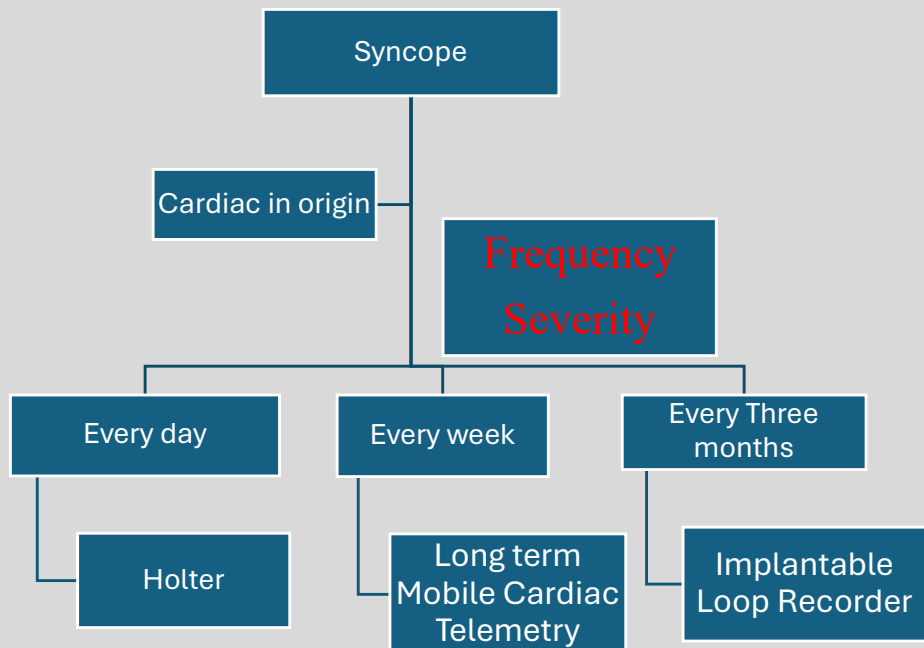 Syncope
Cardiac in origin
Frequency
Severity
Every day
Every week
Every Three
months
Holter
Long term
Mobile Cardiac
Telemetry
Implantable
Loop Recorder